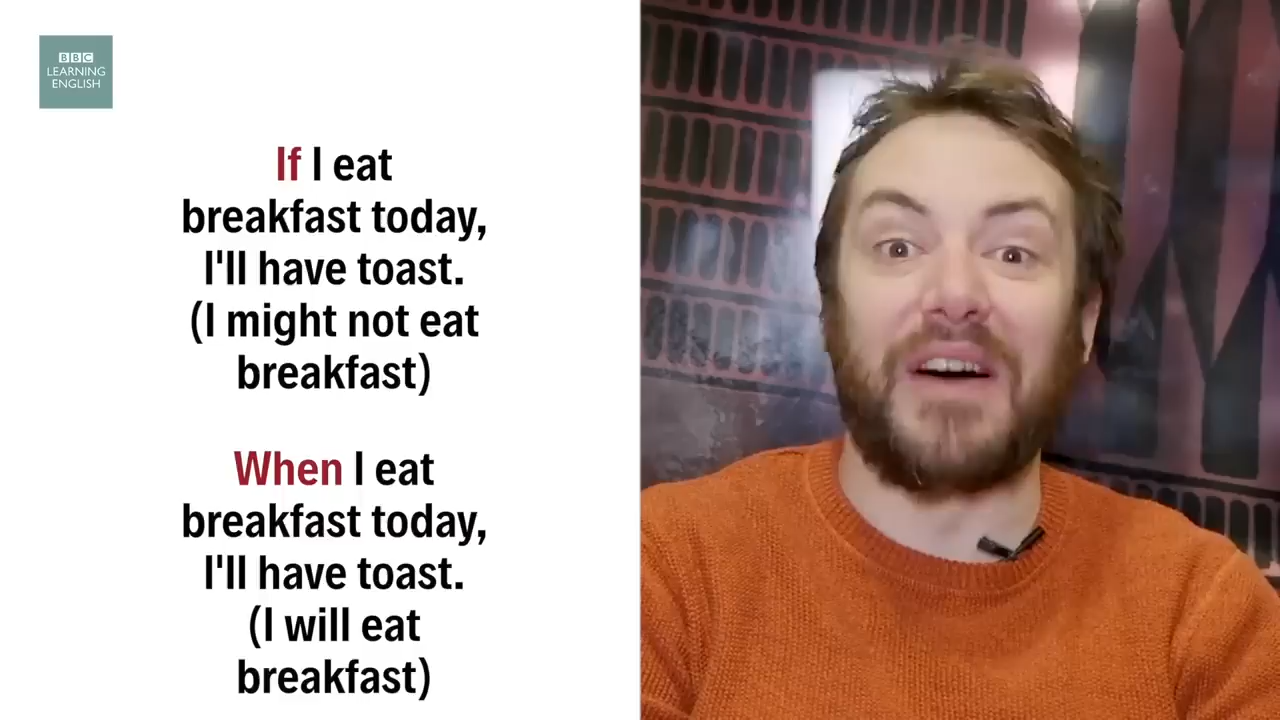 BBC
LEARNING
ENGLISH
If I eat
breakfast today,
I'll have toast.
(I might not eat
breakfast)
When I eat
breakfast today,
I'll have toast.
(I will eat
breakfast)